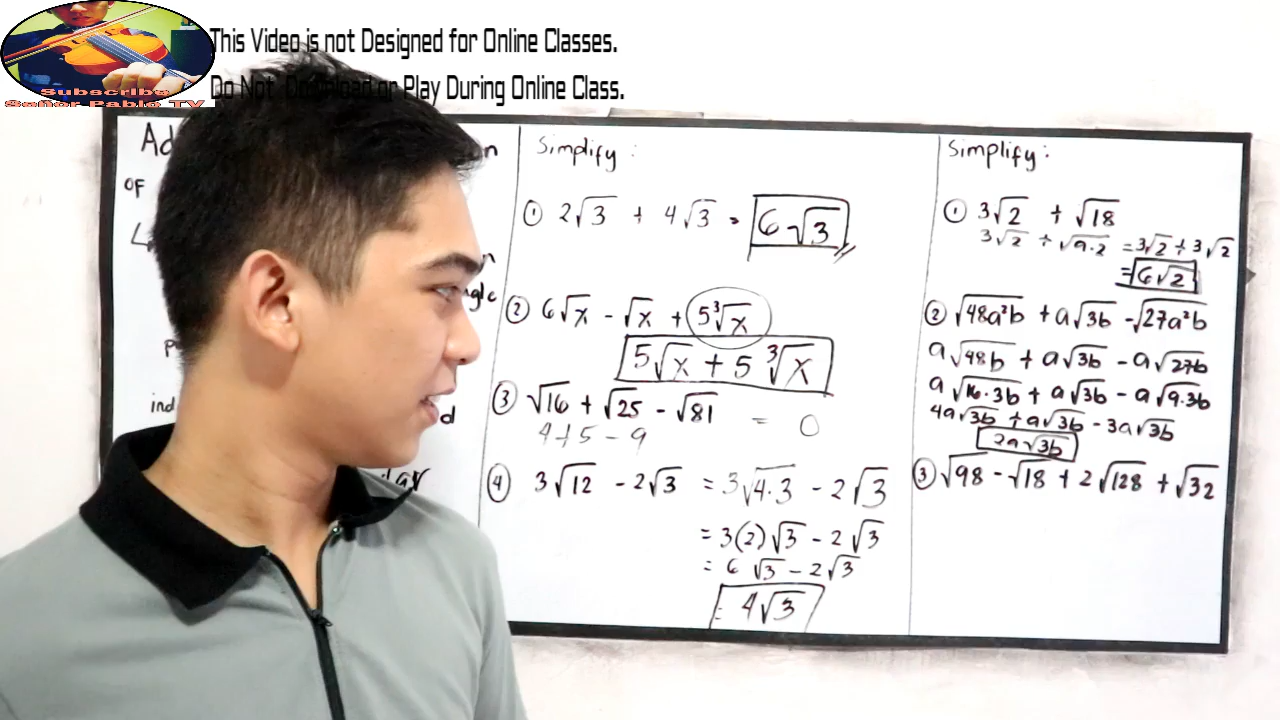 This Video is not Designed for Online Classes.
Do Not Download or Play During Online Class.
Subscribe
Señor Pablo TV
OF
Simplify :
① 2√3 + 4√3 = 6√3
② 6√x - √x + 5∛x
5√x + 5 ∛x
③ √16 + √25 - √81 = 0
4+5-9
④ 3√12 - 2√3 = 3√4·3 - 2√3
= 3(2)√3 - 2√3
= 6√3 - 2√3
= 4√3
Simplify :
① 3√2 + √18
3√2 + √9·2 = 3√2 + 3√2
= 6√2
② √48a²b + a√3b - √27a²b
a√48b + a√3b - a√27b
a√16·3b + a√3b - a√9·3b
4a√3b + a√3b - 3a√3b
2a√3b
③ √98 - √18 + 2√128 + √32